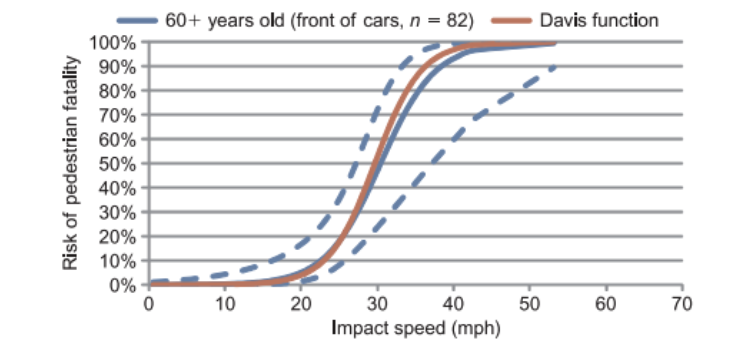 60+ years old (front of cars, n = 82) Davis function
100%
90%
80%
70%
60%
50%
40%
30%
20%
10%
0%
Risk of pedestrian fatality
0 10 20 30 40 50 60 70
Impact speed (mph)